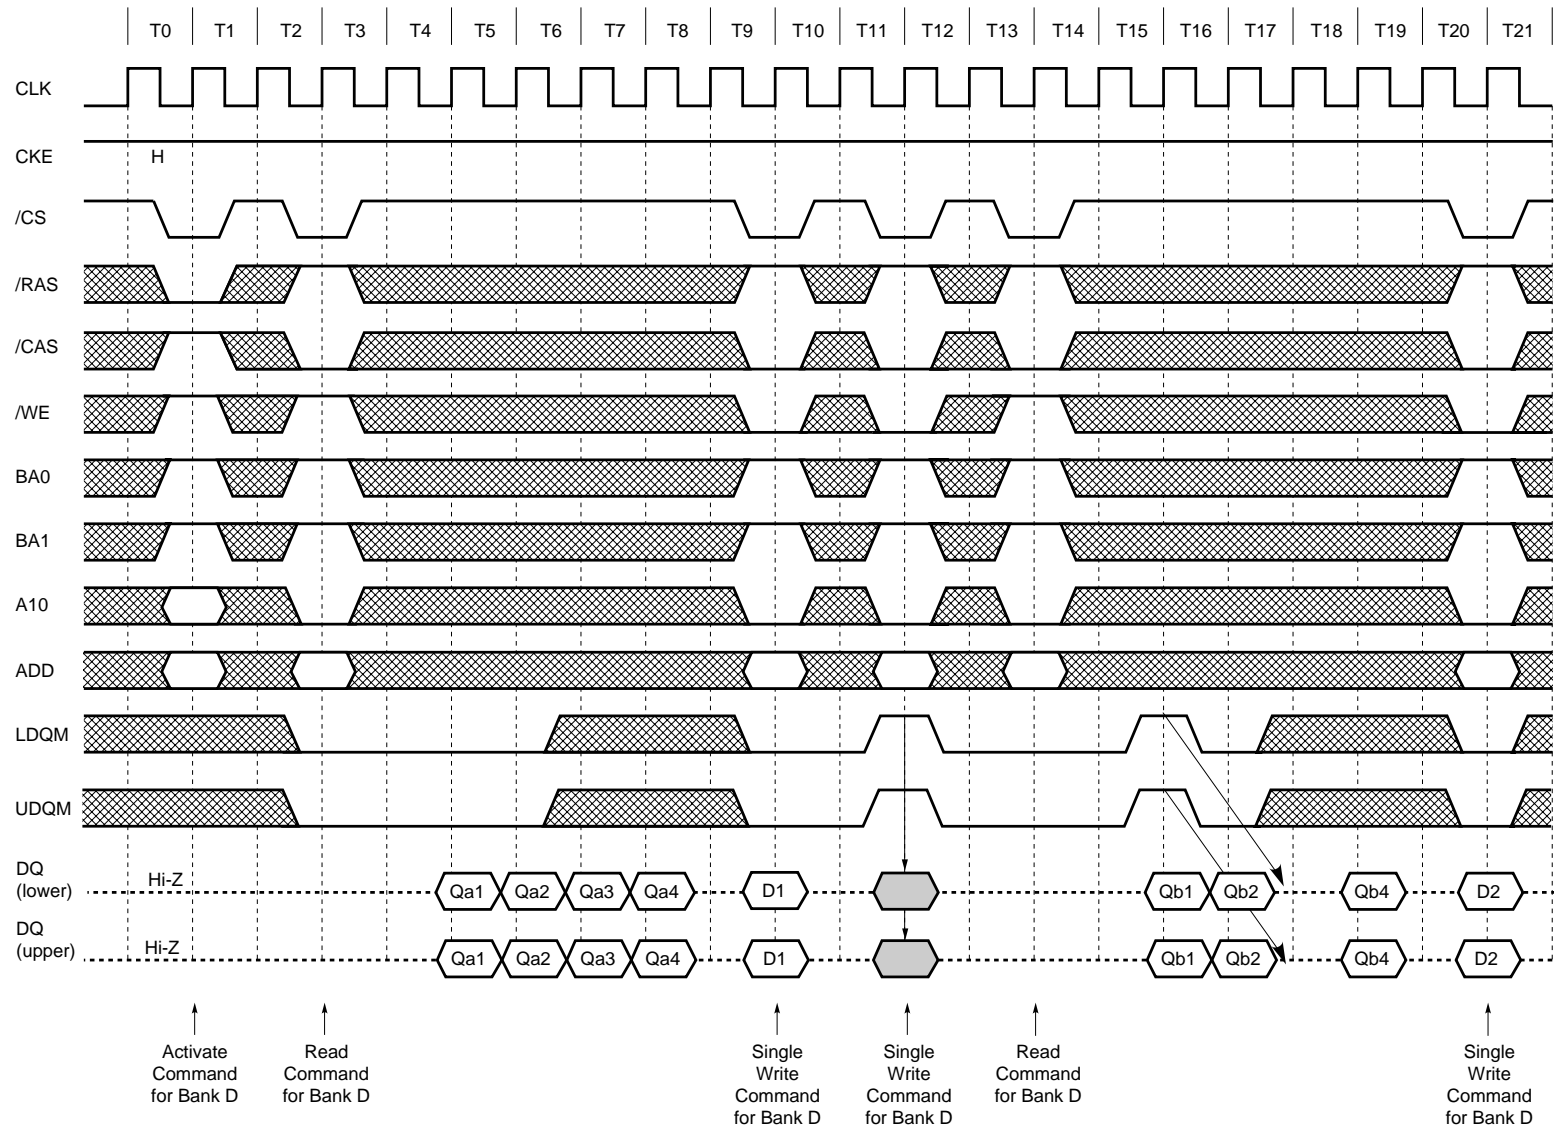 T0 T1 T2 T3 T4 T5 T6 T7 T8 T9 T10 T11 T12 T13 T14 T15 T16 T17 T18 T19 T20 T21
CLK
CKE H
/CS
/RAS
/CAS
/WE
BA0
BA1
A10
ADD
LDQM
UDQM
DQ
(lower) Hi-Z Qa1 Qa2 Qa3 Qa4 D1 Qb1 Qb2 Qb4 D2
DQ
(upper) Hi-Z Qa1 Qa2 Qa3 Qa4 D1 Qb1 Qb2 Qb4 D2
Activate
Command
for Bank D
Read
Command
for Bank D
Single
Write
Command
for Bank D
Single
Write
Command
for Bank D
Read
Command
for Bank D
Single
Write
Command
for Bank D